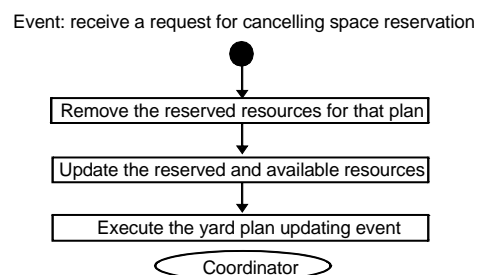 Event: receive a request for cancelling space reservation
Remove the reserved resources for that plan
Update the reserved and available resources
Execute the yard plan updating event
Coordinator